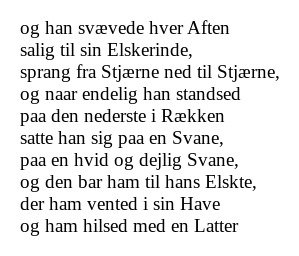 og han svævede hver Aften
salig til sin Elskerinde,
sprang fra Stjærne ned til Stjærne,
og naar endelig han standsed
paa den nederste i Rækken
satte han sig paa en Svane,
paa en hvid og dejlig Svane,
og den bar ham til hans Elskte,
der ham vented i sin Have
og ham hilsed med en Latter